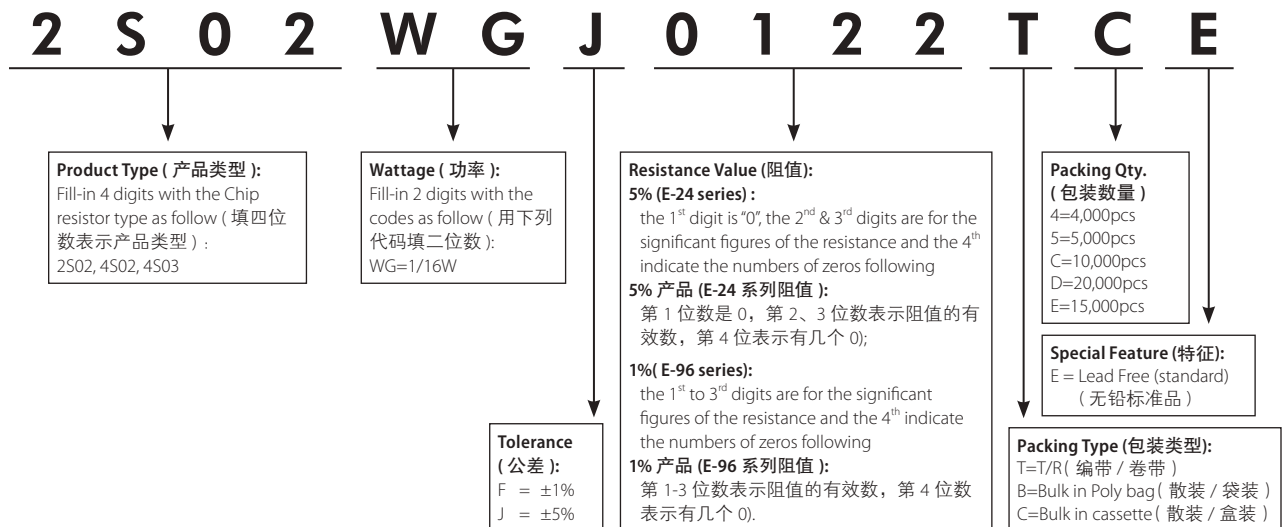 2 S 0 2 W G J 0 1 2 2 T C E
Product Type ( 产品类型 ):
Fill-in 4 digits with the Chip
resistor type as follow ( 填四位
数表示产品类型 ) :
2S02, 4S02, 4S03
Wattage ( 功率 ):
Fill-in 2 digits with the
codes as follow ( 用下列
代码填二位数 ):
WG=1/16W
Tolerance
( 公差 ):
F = ±1%
J = ±5%
Resistance Value (阻值):
5% (E-24 series) :
the 1st digit is "0", the 2nd & 3rd digits are for the
significant figures of the resistance and the 4th
indicate the numbers of zeros following
5% 产品 (E-24 系列阻值 ):
第 1 位数是 0，第 2、3 位数表示阻值的有
效数，第 4 位表示有几个 0);
1%( E-96 series):
the 1st to 3rd digits are for the significant
figures of the resistance and the 4th indicate
the numbers of zeros following
1% 产品 (E-96 系列阻值 ):
第 1-3 位数表示阻值的有效数，第 4 位数
表示有几个 0).
Packing Qty.
( 包装数量 )
4=4,000pcs
5=5,000pcs
C=10,000pcs
D=20,000pcs
E=15,000pcs
Special Feature (特征):
E = Lead Free (standard)
( 无铅标准品 )
Packing Type (包装类型):
T=T/R( 编带 / 卷带 )
B=Bulk in Poly bag( 散装 / 袋装 )
C=Bulk in cassette( 散装 / 盒装 )